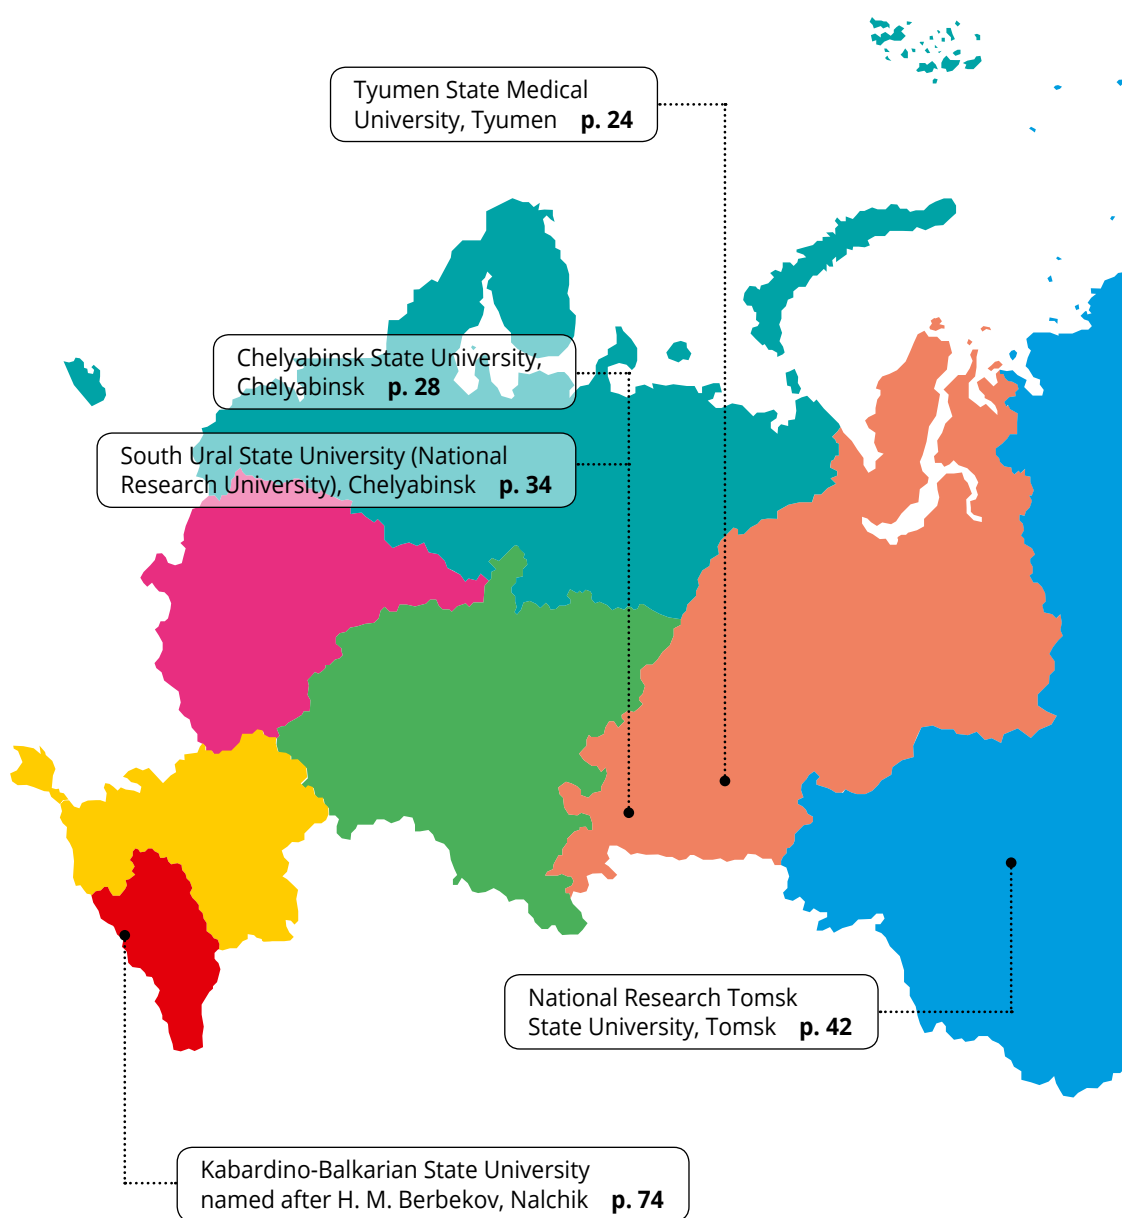 Tyumen State Medical
University, Tyumen p. 24
Chelyabinsk State University,
Chelyabinsk p. 28
South Ural State University (National
Research University), Chelyabinsk p. 34
National Research Tomsk
State University, Tomsk p. 42
Kabardino-Balkarian State University
named after H. M. Berbekov, Nalchik p. 74